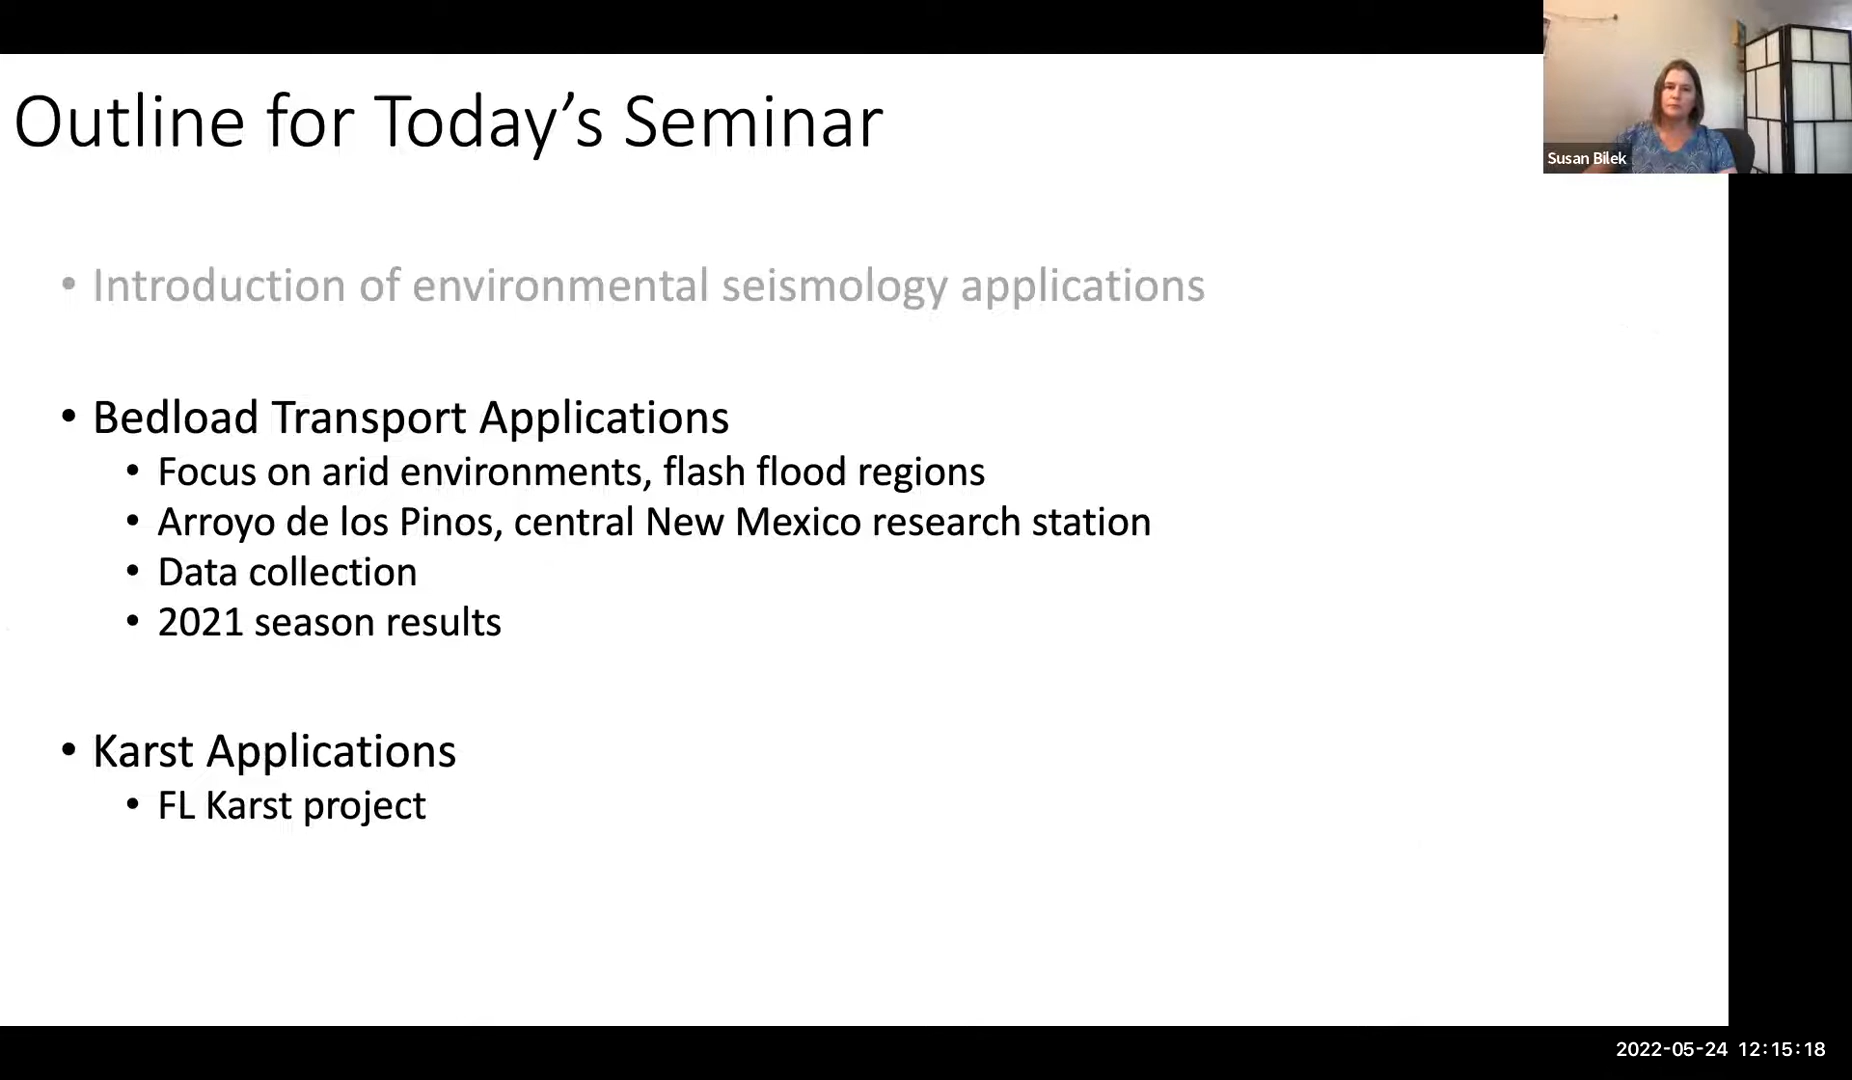 Outline for Today’s Seminar
Susan Bilek
• Introduction of environmental seismology applications
• Bedload Transport Applications
• Focus on arid environments, flash flood regions
• Arroyo de los Pinos, central New Mexico research station
• Data collection
• 2021 season results
• Karst Applications
• FL Karst project
2022-05-24 12:15:18